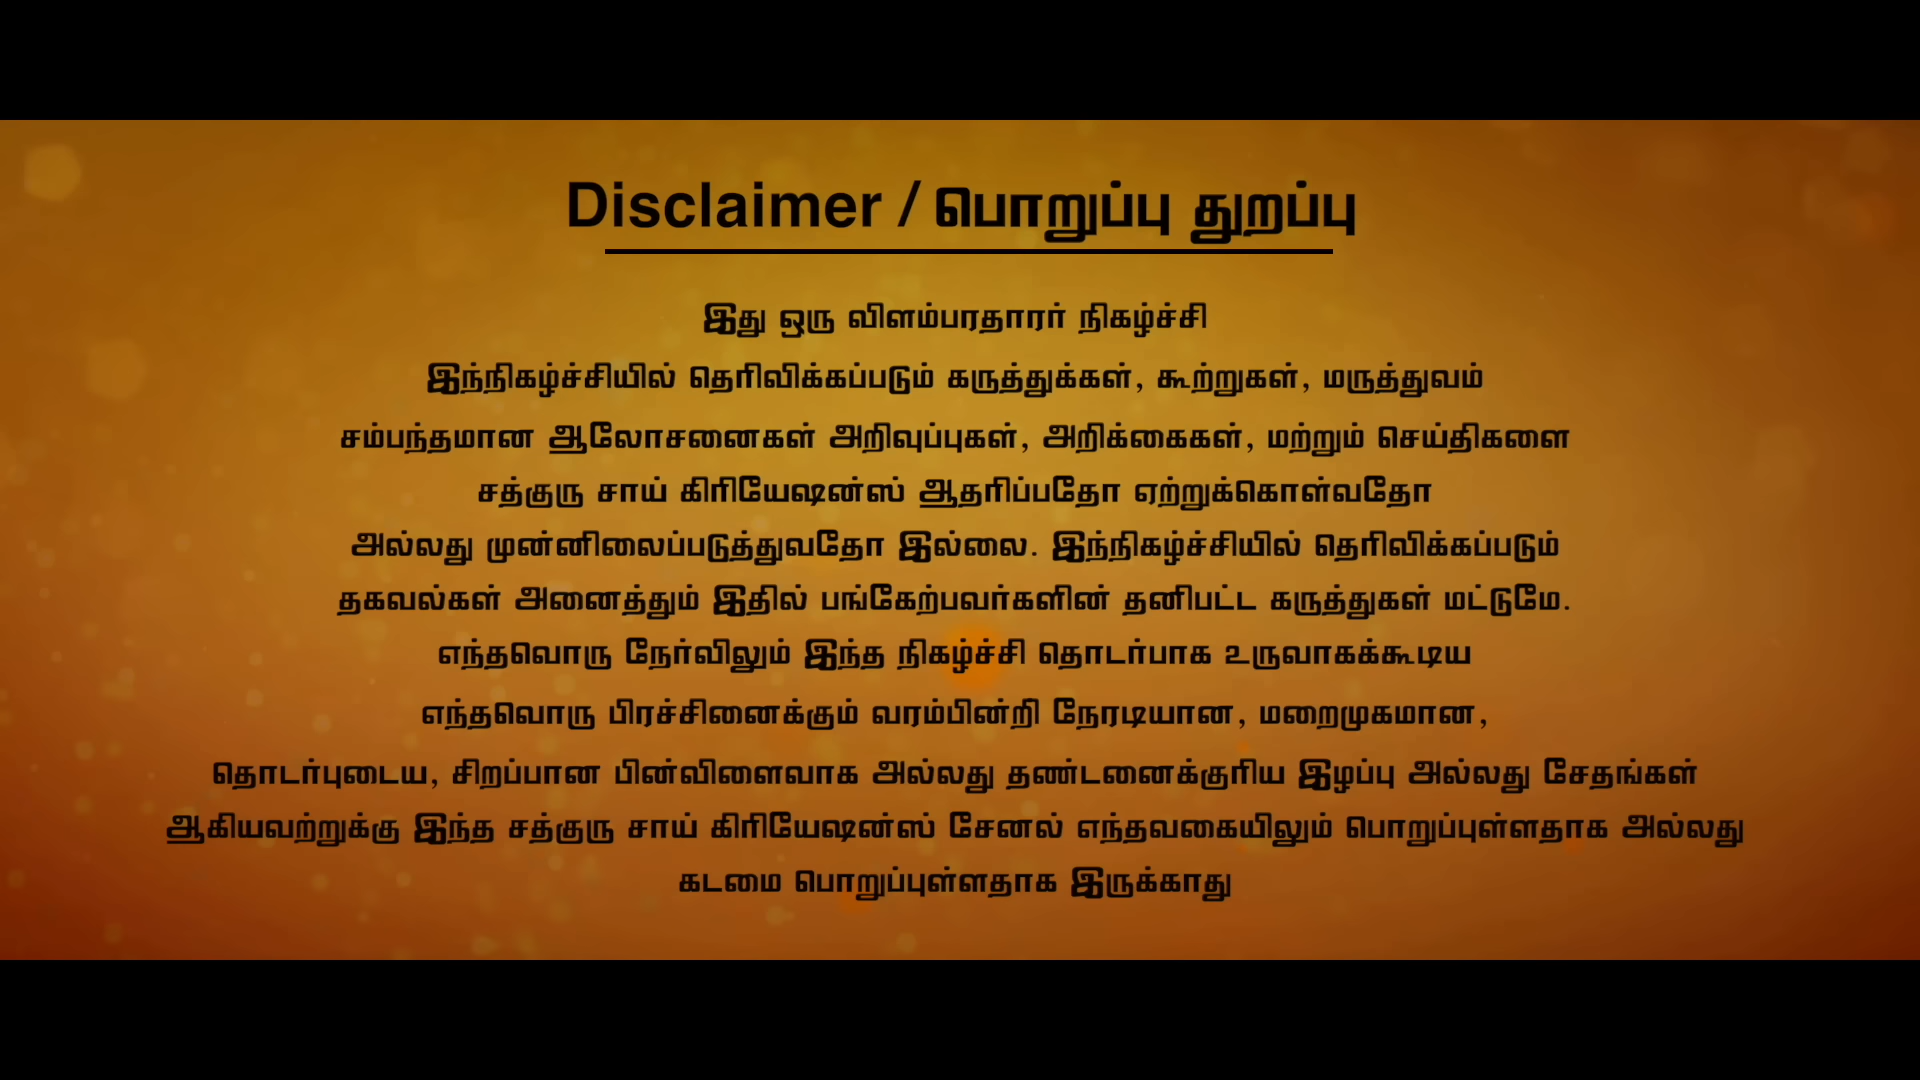 Disclaimer / பொறுப்பு துறப்பு
இது ஒரு விளம்பரதாரர் நிகழ்ச்சி
இந்நிகழ்ச்சியில் தெரிவிக்கப்படும் கருத்துக்கள், கூற்றுகள், மருத்துவம்
சம்பந்தமான ஆலோசனைகள் அறிவுப்புகள், அறிக்கைகள், மற்றும் செய்திகளை
சத்குரு சாய் கிரியேஷன்ஸ் ஆதரிப்பதோ ஏற்றுக்கொள்வதோ
அல்லது முன்னிலைப்படுத்துவதோ இல்லை. இந்நிகழ்ச்சியில் தெரிவிக்கப்படும்
தகவல்கள் அனைத்தும் இதில் பங்கேற்பவர்களின் தனிபட்ட கருத்துகள் மட்டுமே.
எந்தவொரு நேர்விலும் இந்த நிகழ்ச்சி தொடர்பாக உருவாகக்கூடிய
எந்தவொரு பிரச்சினைக்கும் வரம்பின்றி நேரடியான, மறைமுகமான,
தொடர்புடைய, சிறப்பான பின்விளைவாக அல்லது தண்டனைக்குரிய இழப்பு அல்லது சேதங்கள்
ஆகியவற்றுக்கு இந்த சத்குரு சாய் கிரியேஷன்ஸ் சேனல் எந்தவகையிலும் பொறுப்புள்ளதாக அல்லது
கடமை பொறுப்புள்ளதாக இருக்காது